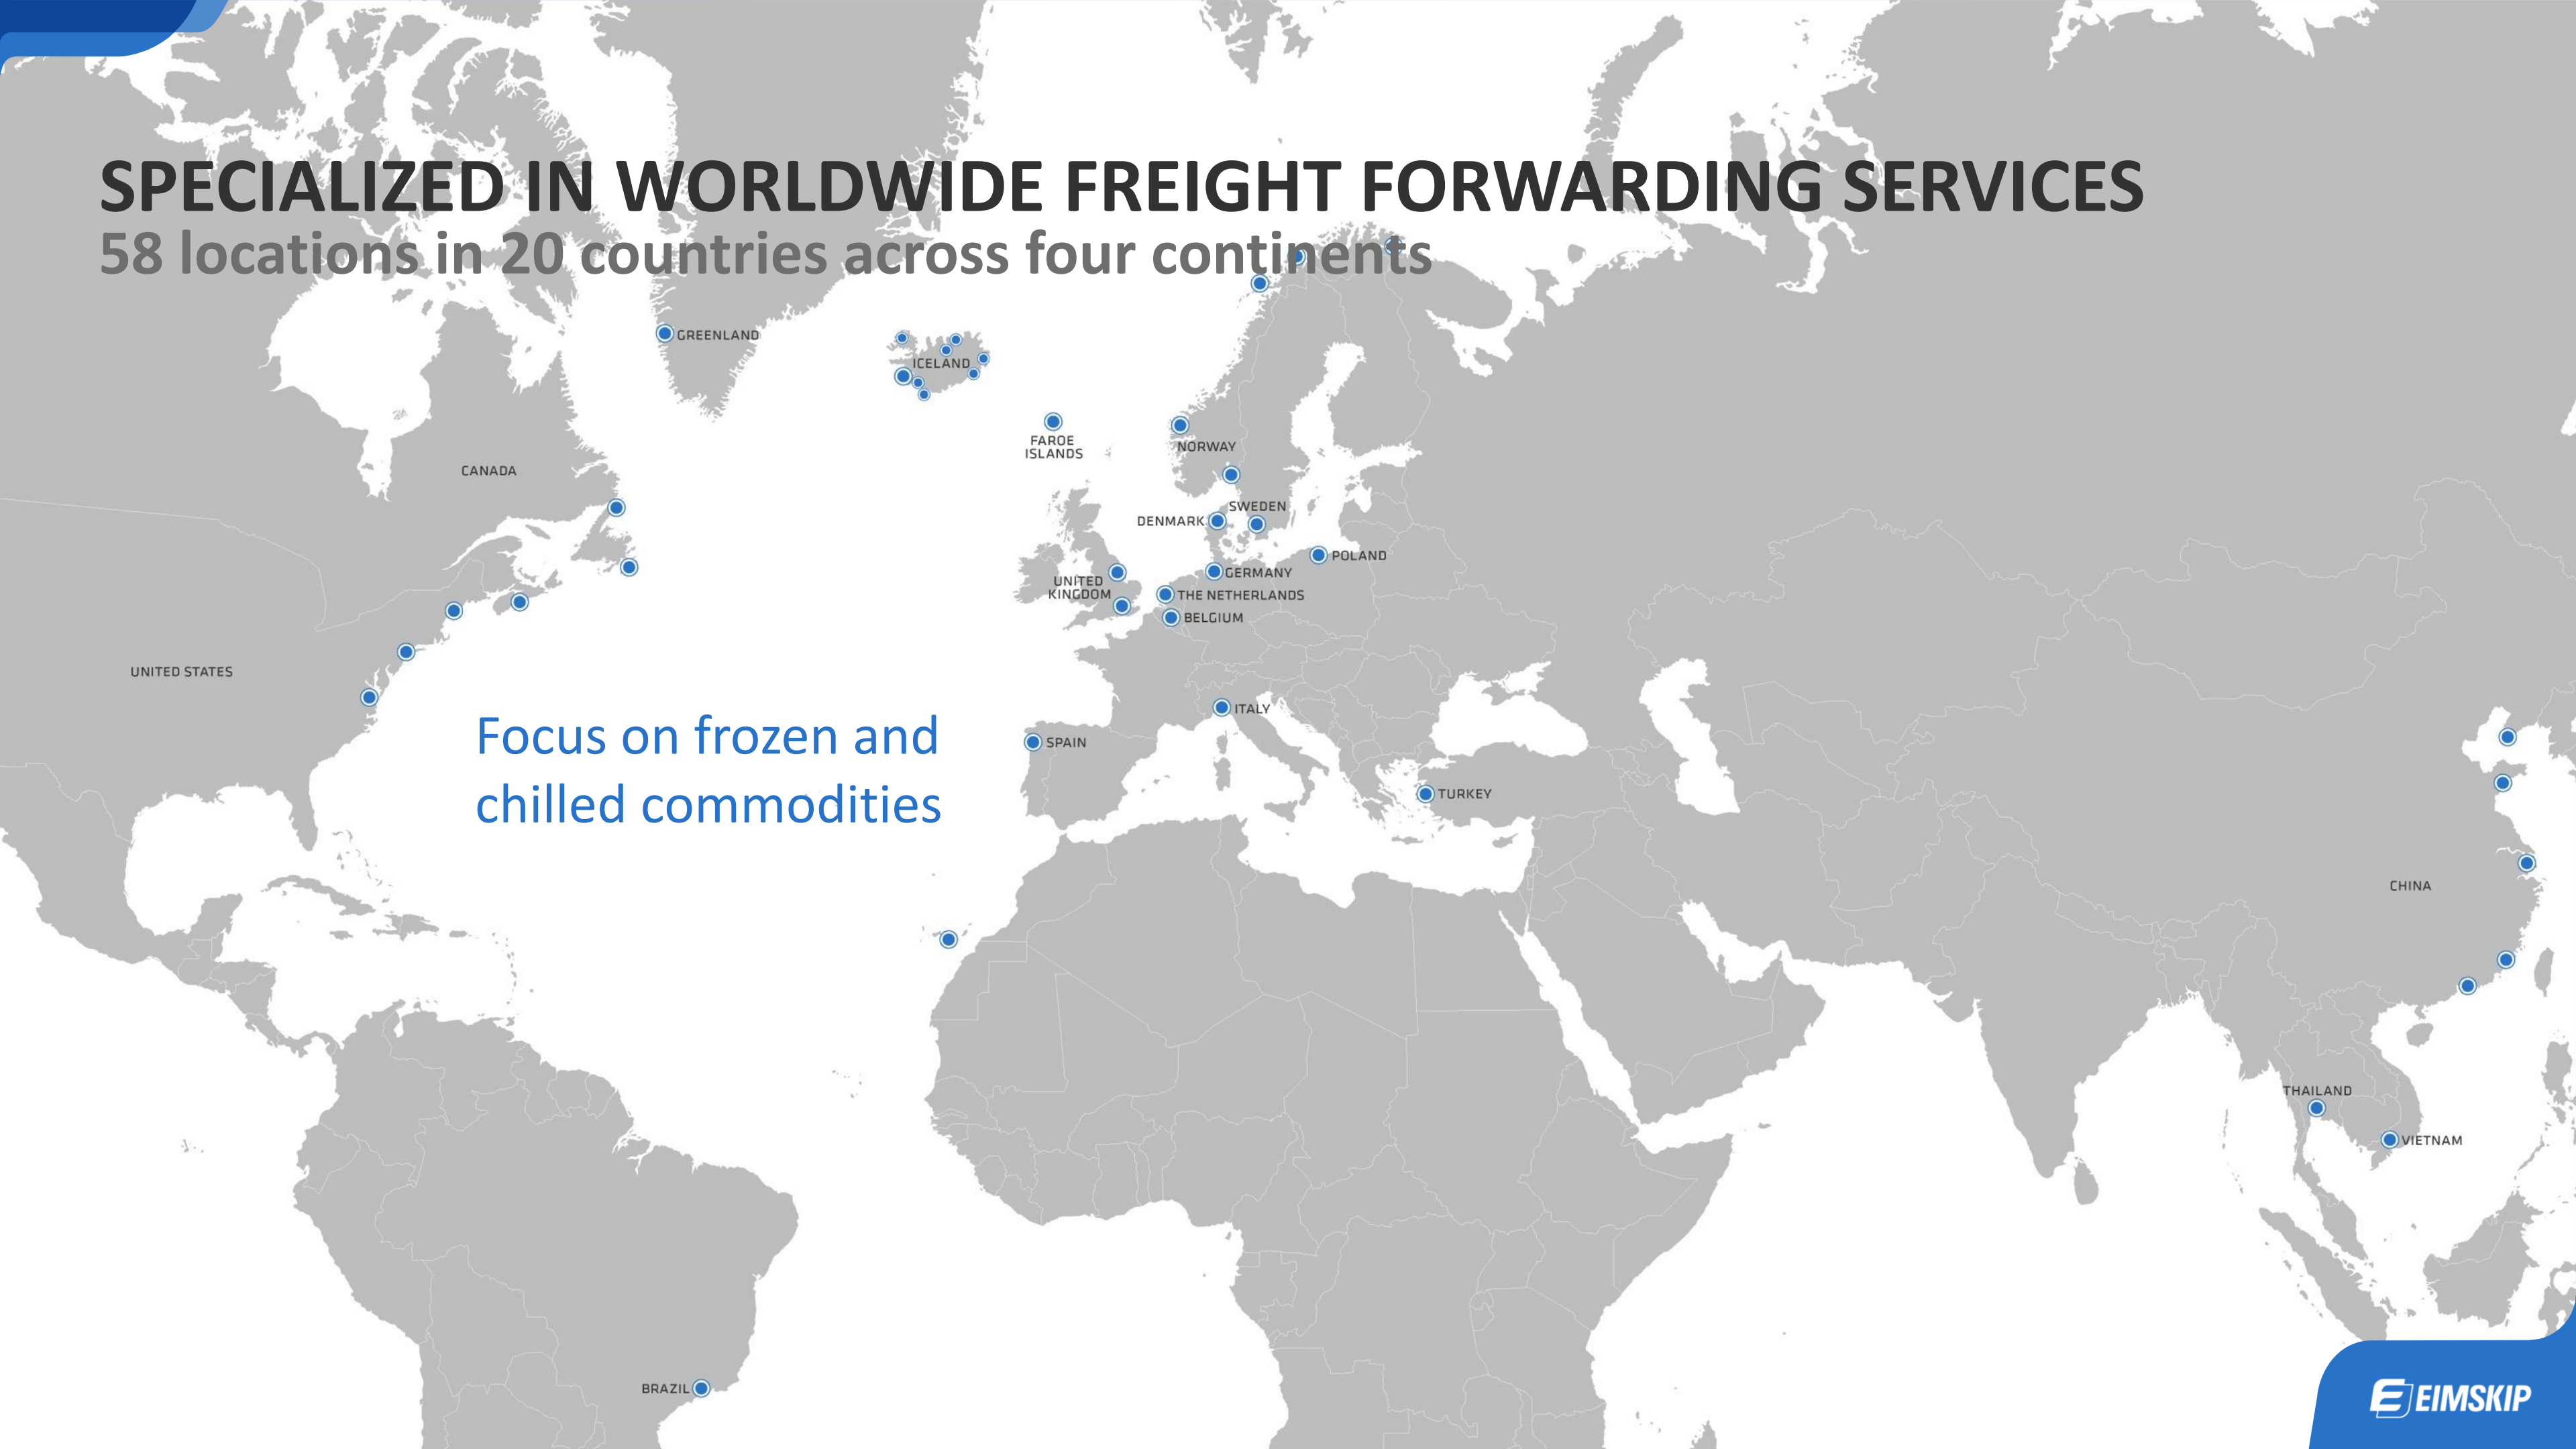 SPECIALIZED IN WORLDWIDE FREIGHT FORWARDING SERVICES
58 locations in 20 countries across four continents
GREENLAND
ICELAND
FAROE
ISLANDS
NORWAY
CANADA
SWEDEN
DENMARK
POLAND
GERMANY
UNITED
KINGDOM
THE NETHERLANDS
BELGIUM
UNITED STATES
ITALY
Focus on frozen and
chilled commodities
SPAIN
TURKEY
CHINA
THAILAND
VIETNAM
BRAZIL
EIMSKIP